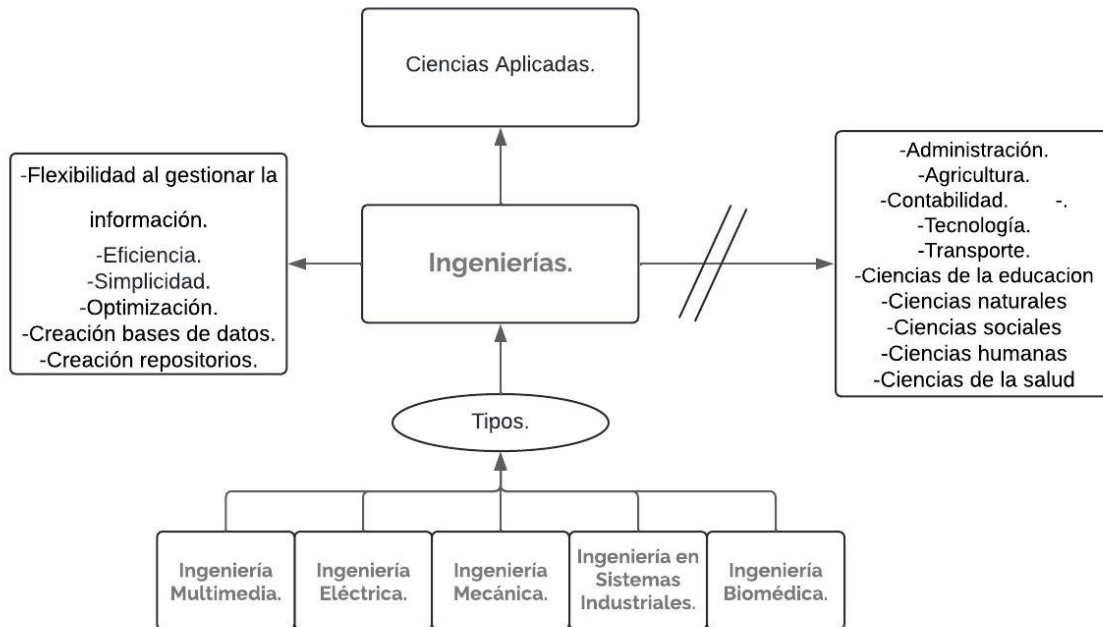 Ciencias Aplicadas.
-Flexibilidad al gestionar la
información.
-Eficiencia.
-Simplicidad.
-Optimización.
-Creación bases de datos.
-Creación repositorios.
Ingenierías.
-Administración.
-Agricultura.
-Contabilidad. -.
-Tecnología.
-Transporte.
-Ciencias de la educacion
-Ciencias naturales
-Ciencias sociales
-Ciencias humanas
-Ciencias de la salud
Tipos.
Ingeniería
Multimedia.
Ingeniería
Eléctrica.
Ingeniería
Mecánica.
Ingeniería en
Sistemas
Industriales.
Ingeniería
Biomédica.